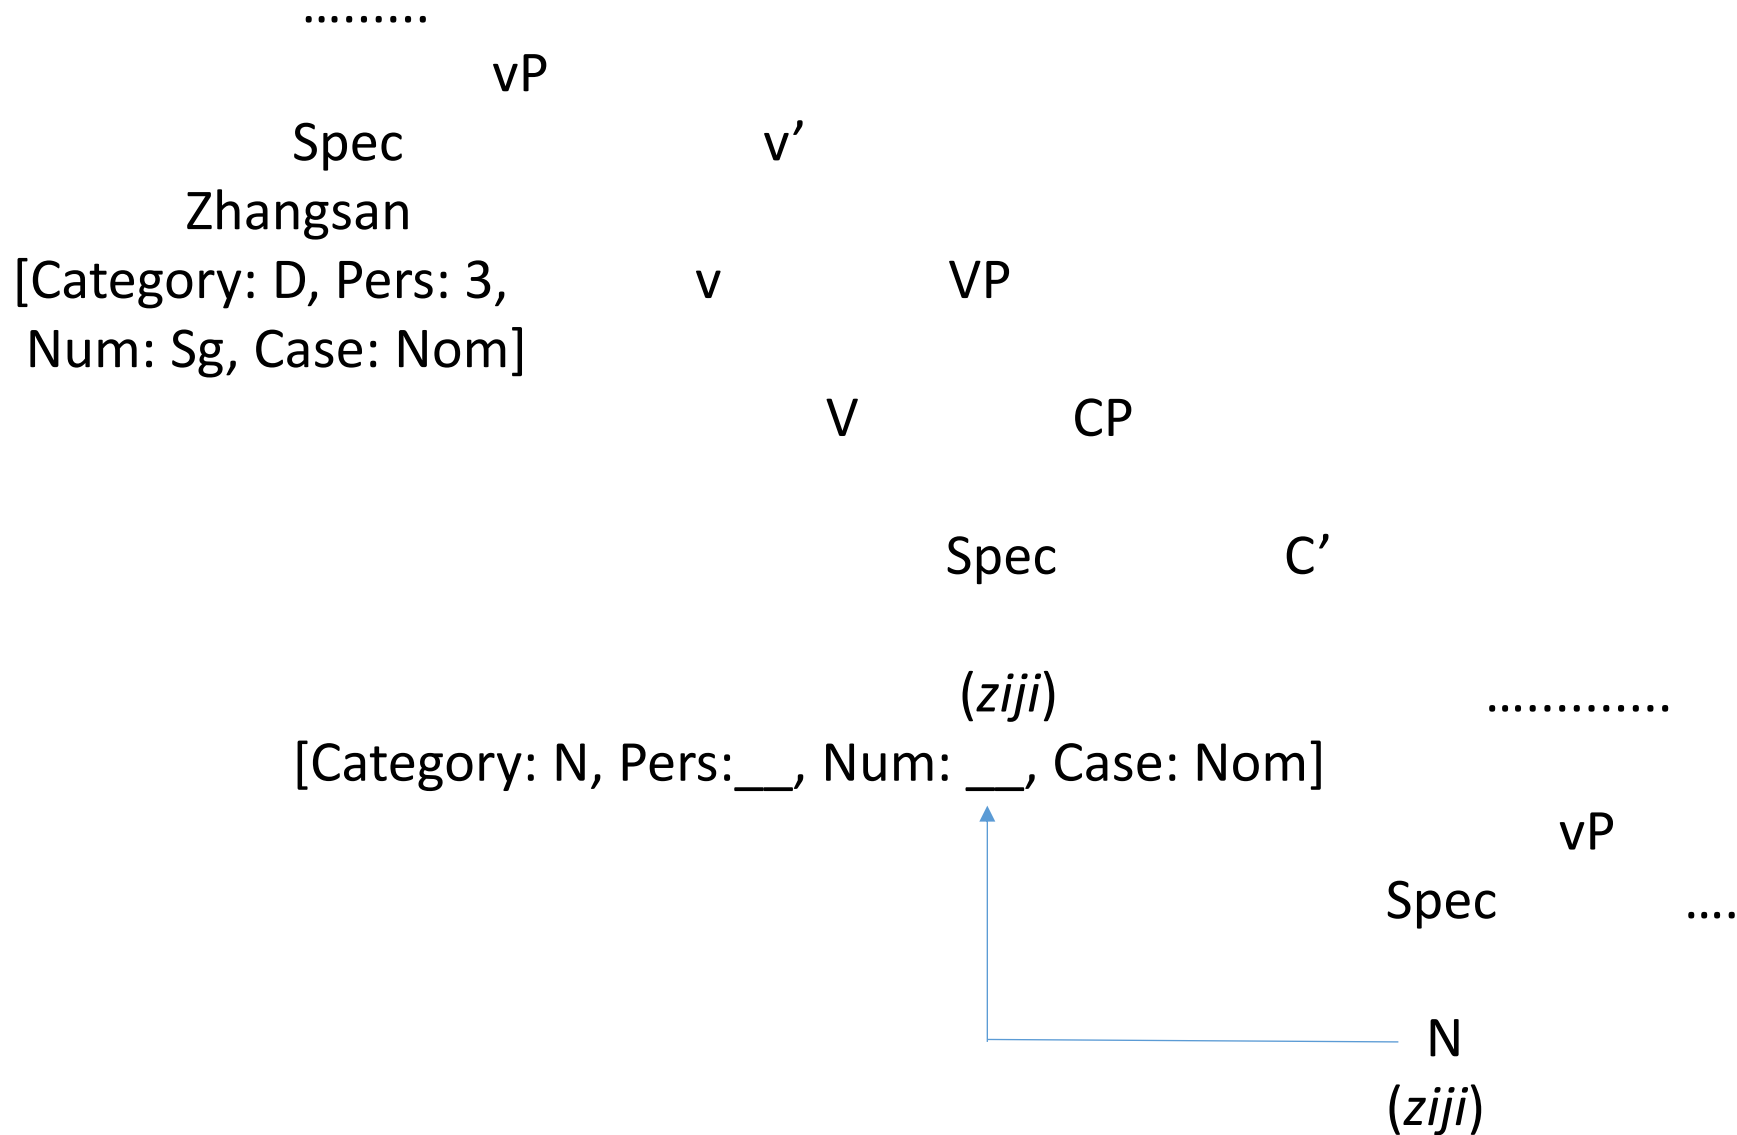 ………
vP
Spec v’
Zhangsan
[Category: D, Pers: 3, v VP
Num: Sg, Case: Nom]
V CP
Spec C’
(ziji) ………….
[Category: N, Pers:__, Num: __, Case: Nom]
vP
Spec ….
N
(ziji)